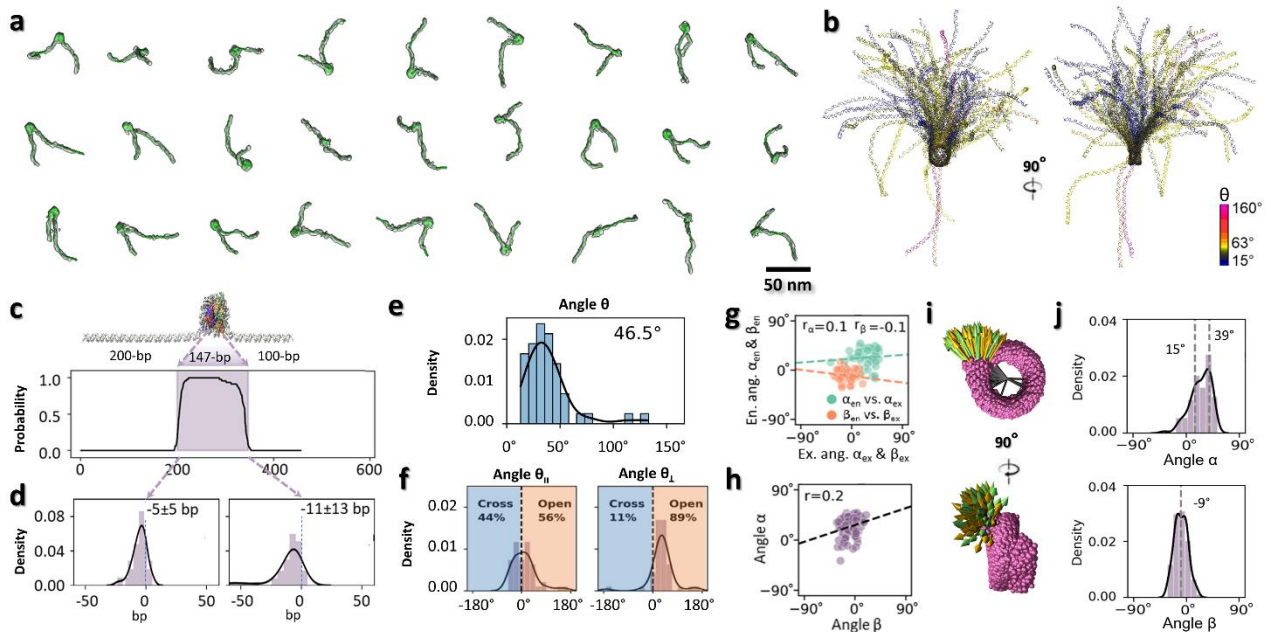 a
b
90°
θ
160°
63°
15°
50 nm
c
200-bp
147-bp
100-bp
Probability
1.0
0.5
0.0
0
200
400
600
d
-5±5 bp
-11±13 bp
Density
0.08
0.04
0.00
-50
0
50
bp
-50
0
50
bp
e
Angle θ
46.5°
Density
0.02
0.01
0.00
0°
50°
100°
150°
f
Angle θ∥
Angle θ⊥
Cross
44%
Open
56%
Cross
11%
Open
89%
Density
0.02
0.01
0.00
-180°
0°
180°
-180°
0°
180°
g
rα=0.1 rβ=-0.1
En. ang. αen & βen
90°
0°
-90°
αen vs. αex
βen vs. βex
−90°
0°
90°
Ex. ang. αex & βex
h
r=0.2
Angle α
90°
0°
90°
−90°
0°
90°
Angle β
i
90°
j
Density
0.04
0.02
0.00
15°
39°
−90°
0°
90°
Angle α
Density
0.04
0.02
0.00
-9°
−90°
0°
90°
Angle β